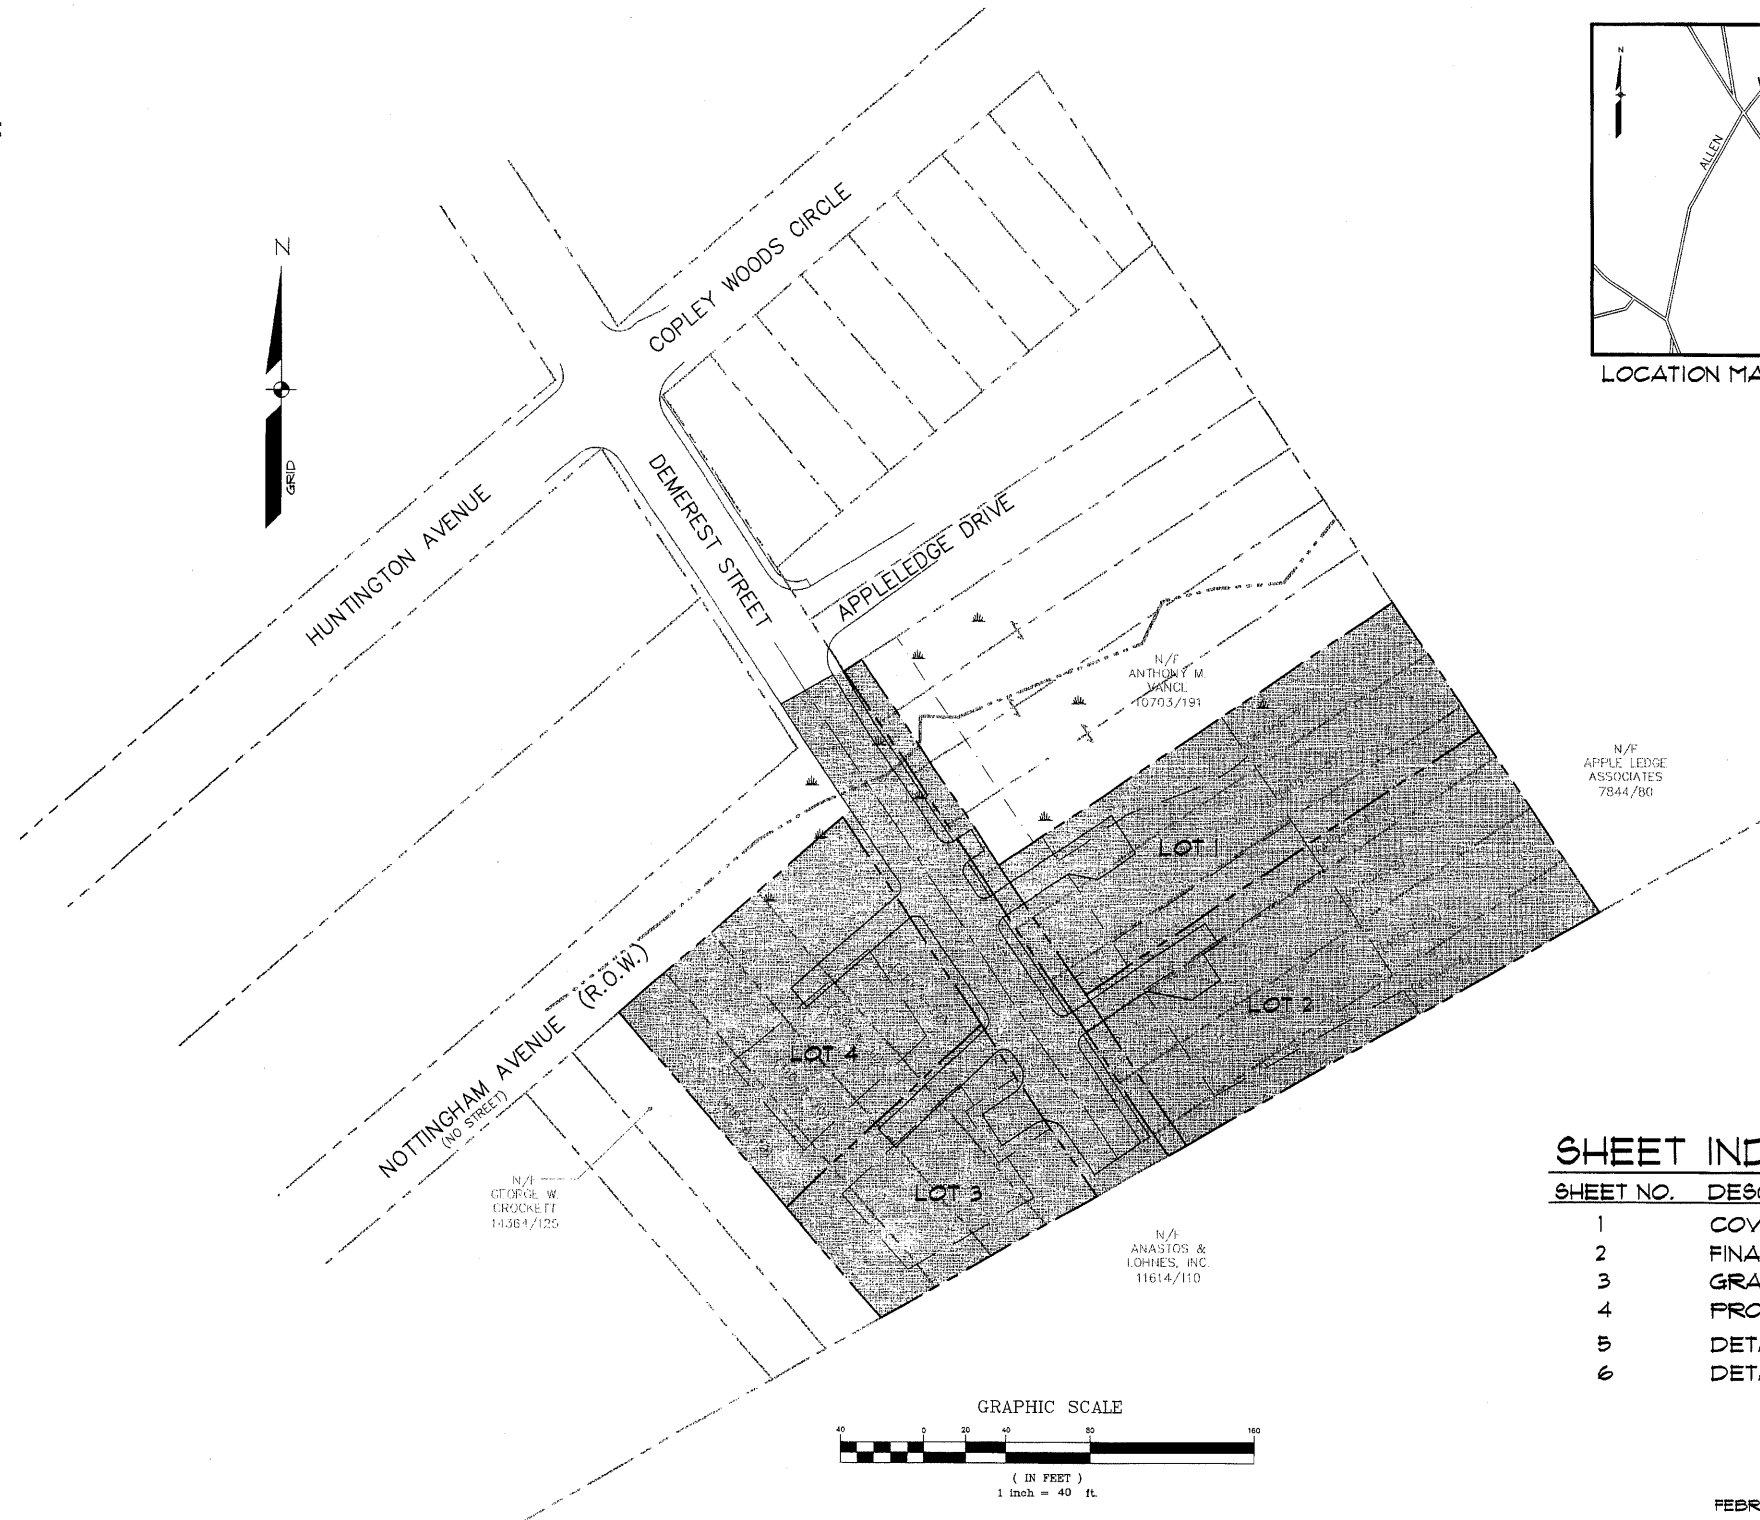 N
ALLEN
LOCATION MA
N
GRID
COPLEY WOODS CIRCLE
HUNTINGTON AVENUE
DEMEREST STREET
APPLELEDGE DRIVE
N/F
ANTHONY M.
VANCL
10703/191
N/F
APPLE LEDGE
ASSOCIATES
7844/80
LOT 1
LOT 2
LOT 4
LOT 3
NOTTINGHAM AVENUE (R.O.W.)
(NO STREET)
N/F
GEORGE W.
CROCKETT
14364/125
N/F
ANASTOS &
LOHNES, INC.
11614/110
SHEET IND
SHEET NO. DESC
1 COV
2 FINA
3 GRA
4 PRO
5 DETA
6 DETA
GRAPHIC SCALE
40 0 20 40 80 160
( IN FEET )
1 inch = 40 ft.
FEBR